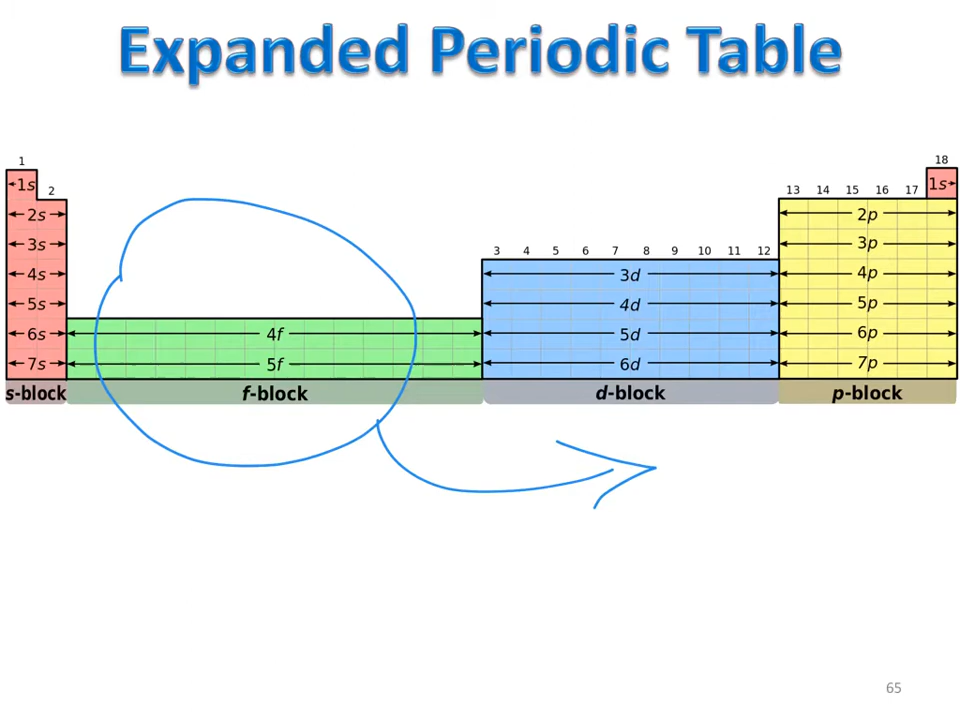 Expanded Periodic Table
1
18
2
13 14 15 16 17
1s
1s
2s
2p
3 4 5 6 7 8 9 10 11 12
3s
3p
4s
3d
4p
5s
4d
5p
6s
4f
5d
6p
7s
5f
6d
7p
s-block
f-block
d-block
p-block
65